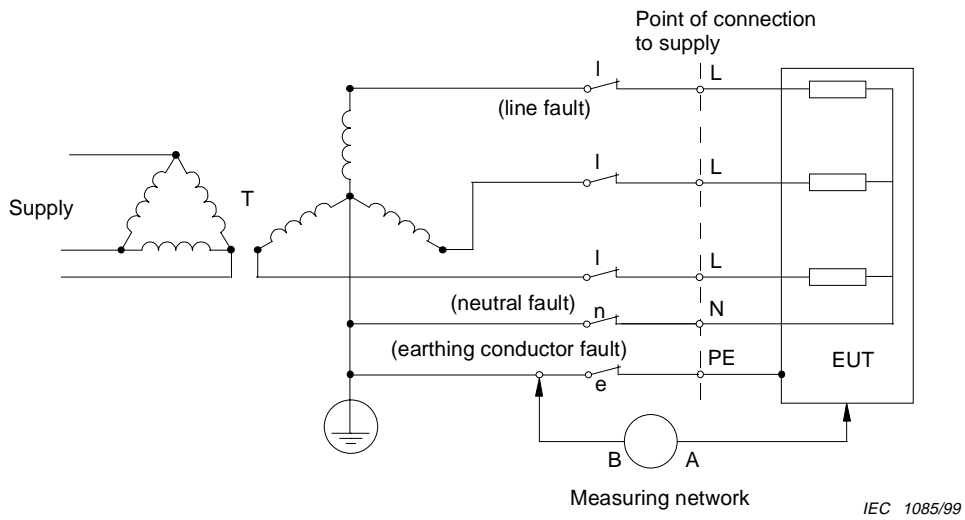 Point of connection
to supply
l
L
(line fault)
l
L
T
Supply
l
L
(neutral fault)
n
N
(earthing conductor fault)
PE
e
EUT
B
A
Measuring network
IEC 1085/99